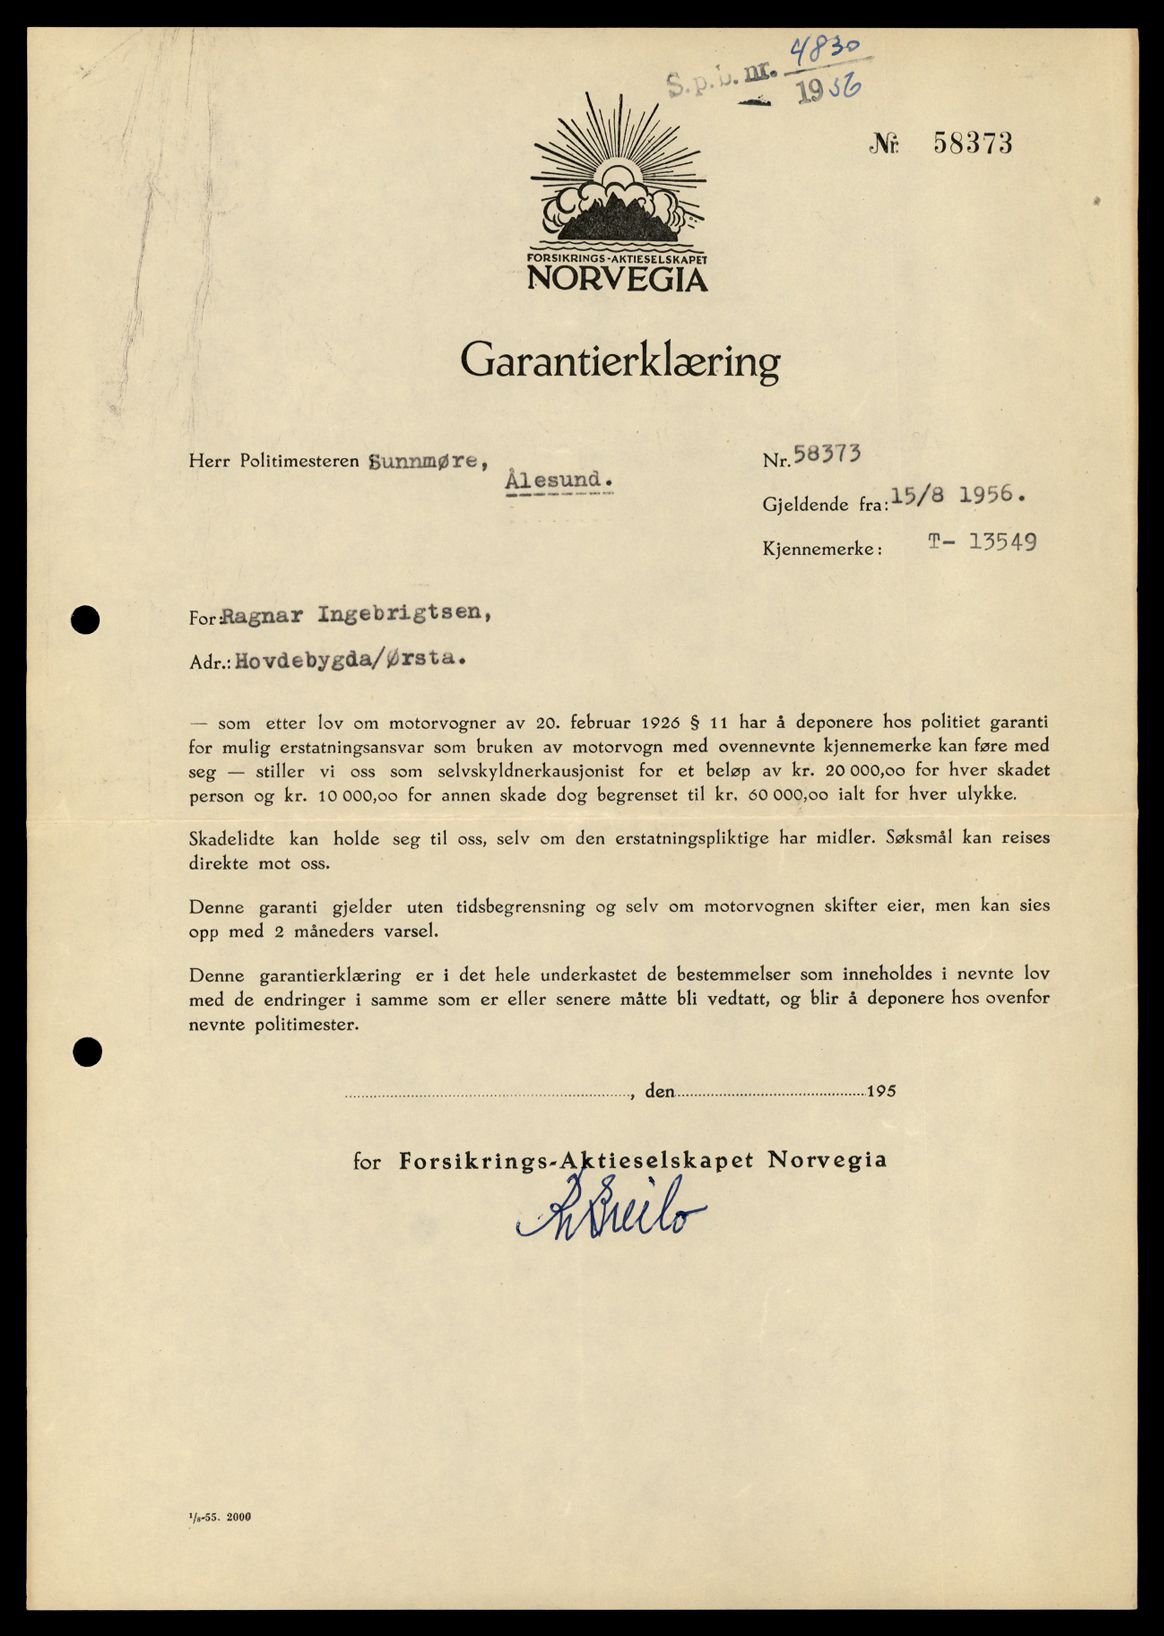 S.p.b. nr. 4830
1956
Nr. 58373
FORSIKRINGS-AKTIESELSKAPET
NORVEGIA
Garantierklæring
Herr Politimesteren Sunnmøre,
Ålesund.
Nr. 58373
Gjeldende fra: 15/8 1956.
Kjennemerke: T- 13549
For: Ragnar Ingebrigtsen,
Adr.: Hovdebygda/Ørsta.
— som etter lov om motorvogner av 20. februar 1926 § 11 har å deponere hos politiet garanti
for mulig erstatningsansvar som bruken av motorvogn med ovennevnte kjennemerke kan føre med
seg — stiller vi oss som selvskyldnerkausjonist for et beløp av kr. 20 000,00 for hver skadet
person og kr. 10 000,00 for annen skade dog begrenset til kr. 60 000,00 ialt for hver ulykke.
Skadelidte kan holde seg til oss, selv om den erstatningspliktige har midler. Søksmål kan reises
direkte mot oss.
Denne garanti gjelder uten tidsbegrensning og selv om motorvognen skifter eier, men kan sies
opp med 2 måneders varsel.
Denne garantierklæring er i det hele underkastet de bestemmelser som inneholdes i nevnte lov
med de endringer i samme som er eller senere måtte bli vedtatt, og blir å deponere hos ovenfor
nevnte politimester.
, den 195
for Forsikrings-Aktieselskapet Norvegia
1/8-55. 2000